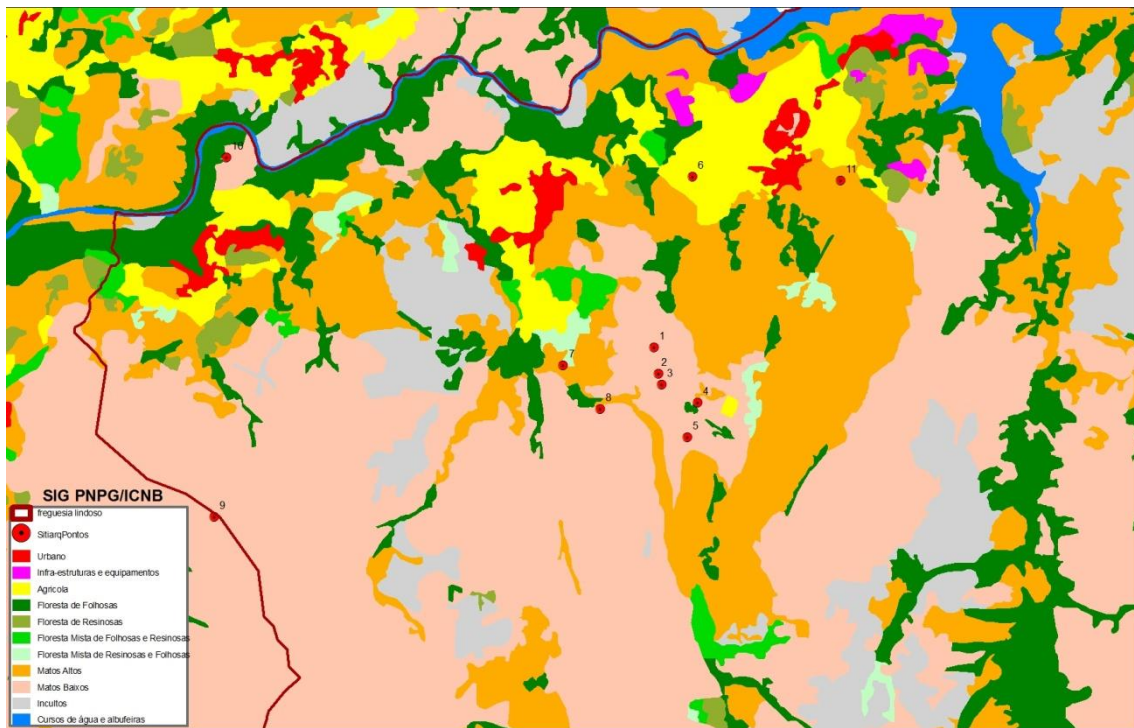 10
6
11
1
2
3
7
4
8
5
9
SIG PNPG/ICNB
freguesia lindoso
SitiarqPontos
Urbano
Infra-estruturas e equipamentos
Agricola
Floresta de Folhosas
Floresta de Resinosas
Floresta Mista de Folhosas e Resinosas
Floresta Mista de Resinosas e Folhosas
Matos Altos
Matos Baixos
Incultos
Cursos de água e albufeiras